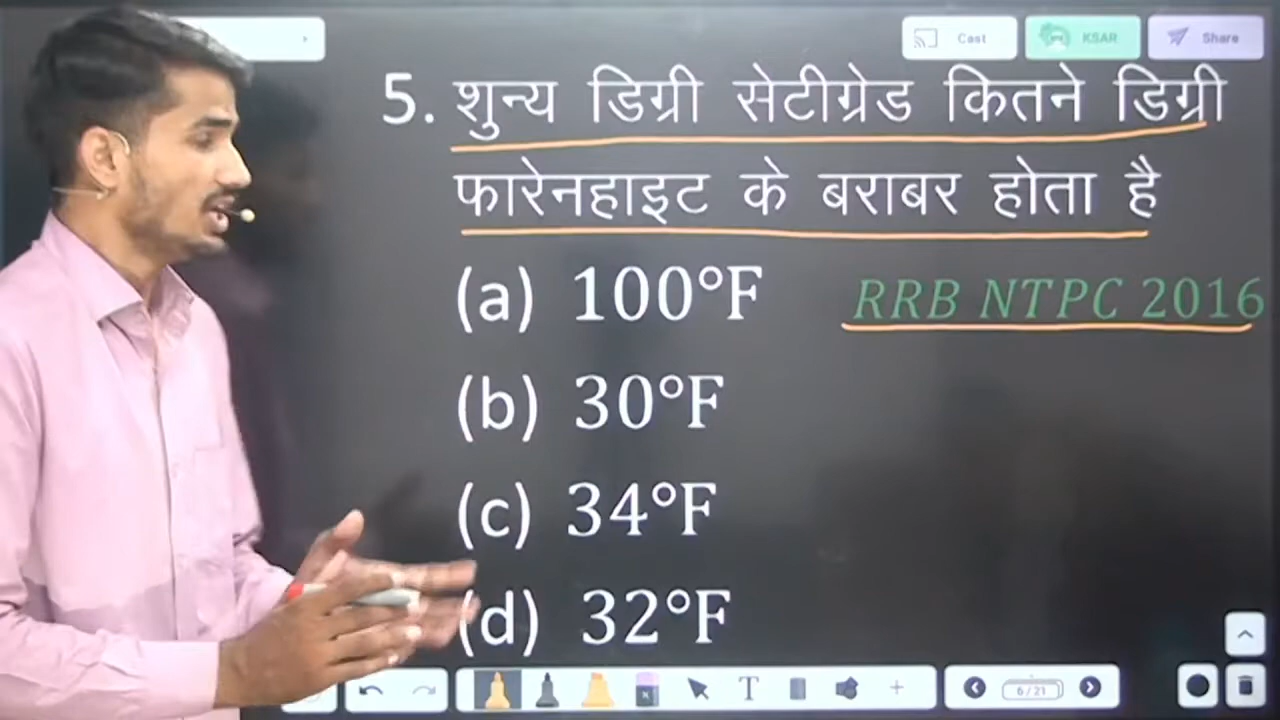 Cast KSAR Share
5. शुन्य डिग्री सेटीग्रेड कितने डिग्री
फारेनहाइट के बराबर होता है
(a) 100°F RRB NTPC 2016
(b) 30°F
(c) 34°F
(d) 32°F
T 6/21